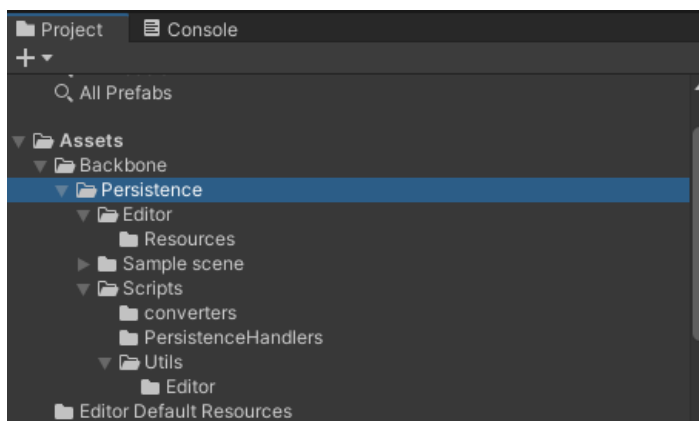 Project Console
All Prefabs
Assets
Backbone
Persistence
Editor
Resources
Sample scene
Scripts
converters
PersistenceHandlers
Utils
Editor
Editor Default Resources